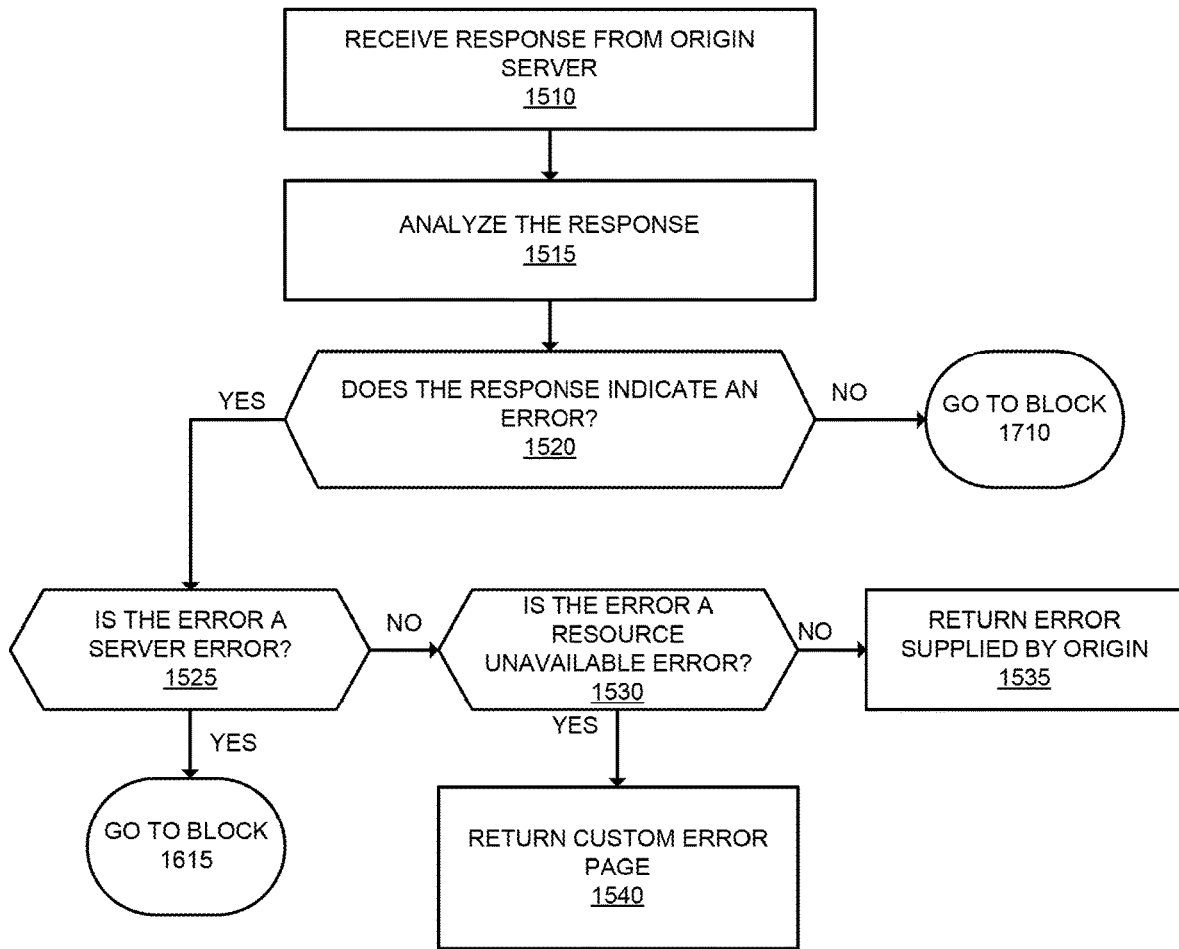 RECEIVE RESPONSE FROM ORIGIN
SERVER
1510
ANALYZE THE RESPONSE
1515
DOES THE RESPONSE INDICATE AN
ERROR?
1520
YES
NO
GO TO BLOCK
1710
IS THE ERROR A
SERVER ERROR?
1525
NO
IS THE ERROR A
RESOURCE
UNAVAILABLE ERROR?
1530
NO
RETURN ERROR
SUPPLIED BY ORIGIN
1535
YES
YES
GO TO BLOCK
1615
RETURN CUSTOM ERROR
PAGE
1540